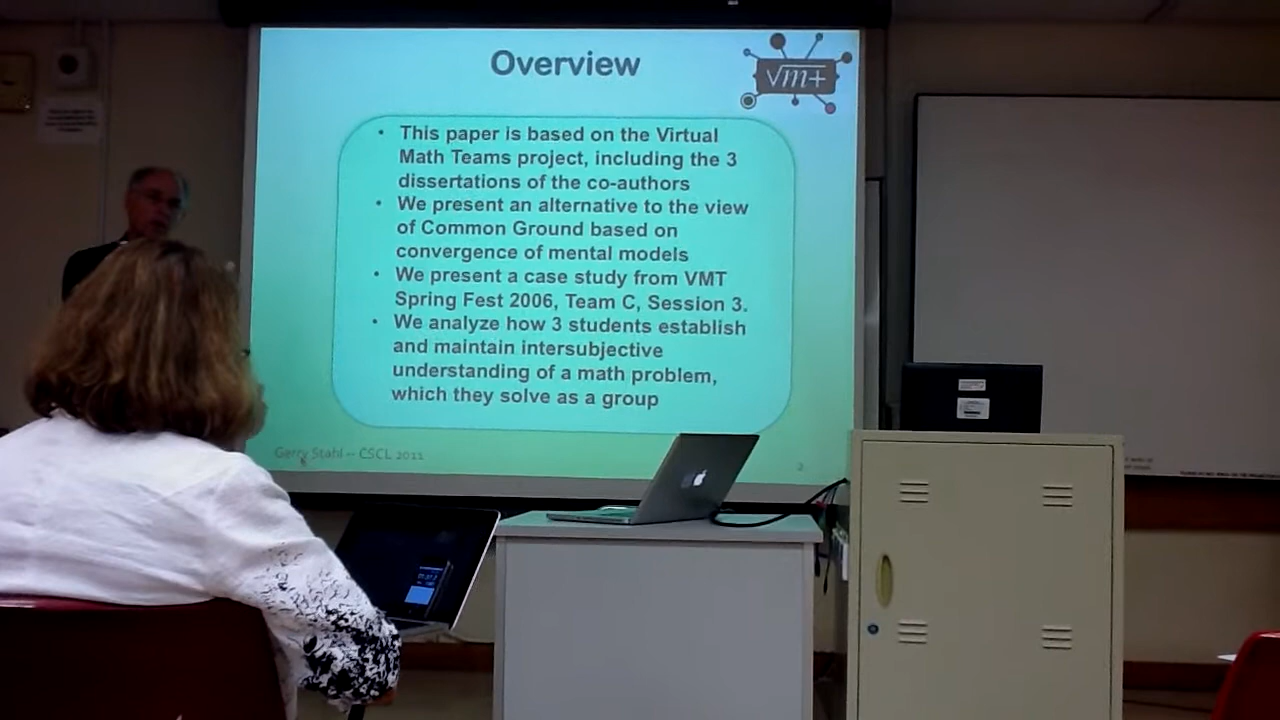 Overview
√m+
• This paper is based on the Virtual
Math Teams project, including the 3
dissertations of the co-authors
• We present an alternative to the view
of Common Ground based on
convergence of mental models
• We present a case study from VMT
Spring Fest 2006, Team C, Session 3.
• We analyze how 3 students establish
and maintain intersubjective
understanding of a math problem,
which they solve as a group
Gerry Stahl -- CSCL 2011
2